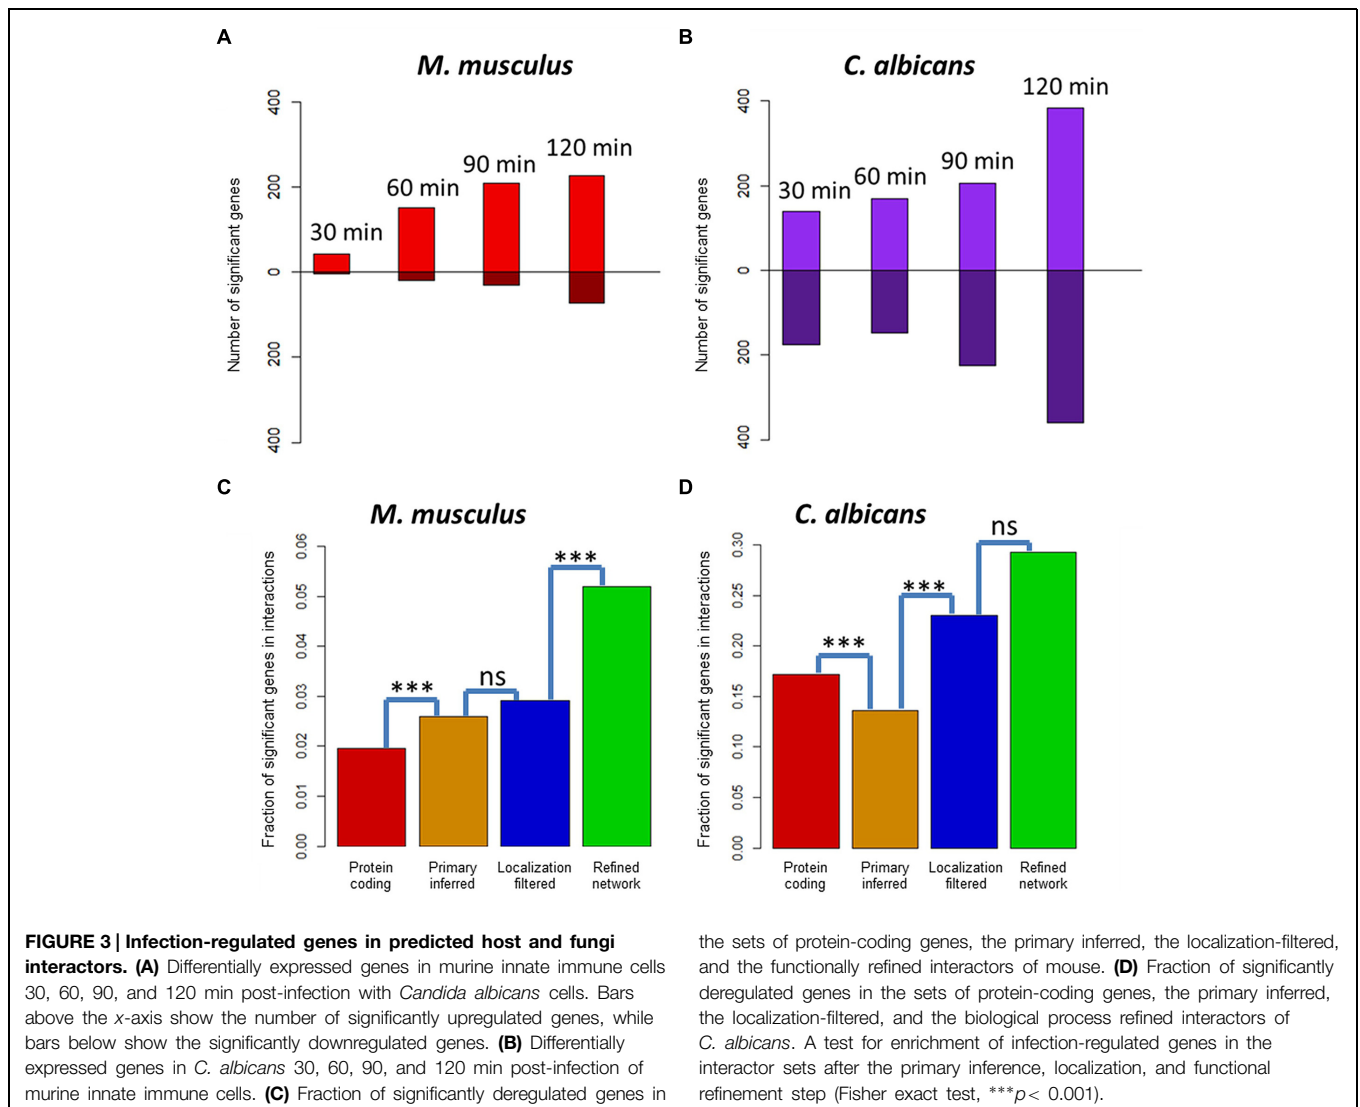 A
M. musculus
400
200
0
200
400
Number of significant genes
30 min
60 min
90 min
120 min
B
C. albicans
400
200
0
200
400
Number of significant genes
30 min
60 min
90 min
120 min
C
M. musculus
0.06
0.05
0.04
0.03
0.02
0.01
0.00
Fraction of significant genes in interactions
***
ns
***
Protein
coding
Primary
inferred
Localization
filtered
Refined
network
D
C. albicans
0.30
0.25
0.20
0.15
0.10
0.05
0.00
Fraction of significant genes in interactions
***
***
ns
Protein
coding
Primary
inferred
Localization
filtered
Refined
network
FIGURE 3 | Infection-regulated genes in predicted host and fungi
interactors. (A) Differentially expressed genes in murine innate immune cells
30, 60, 90, and 120 min post-infection with Candida albicans cells. Bars
above the x-axis show the number of significantly upregulated genes, while
bars below show the significantly downregulated genes. (B) Differentially
expressed genes in C. albicans 30, 60, 90, and 120 min post-infection of
murine innate immune cells. (C) Fraction of significantly deregulated genes in
the sets of protein-coding genes, the primary inferred, the localization-filtered,
and the functionally refined interactors of mouse. (D) Fraction of significantly
deregulated genes in the sets of protein-coding genes, the primary inferred,
the localization-filtered, and the biological process refined interactors of
C. albicans. A test for enrichment of infection-regulated genes in the
interactor sets after the primary inference, localization, and functional
refinement step (Fisher exact test, ***p< 0.001).